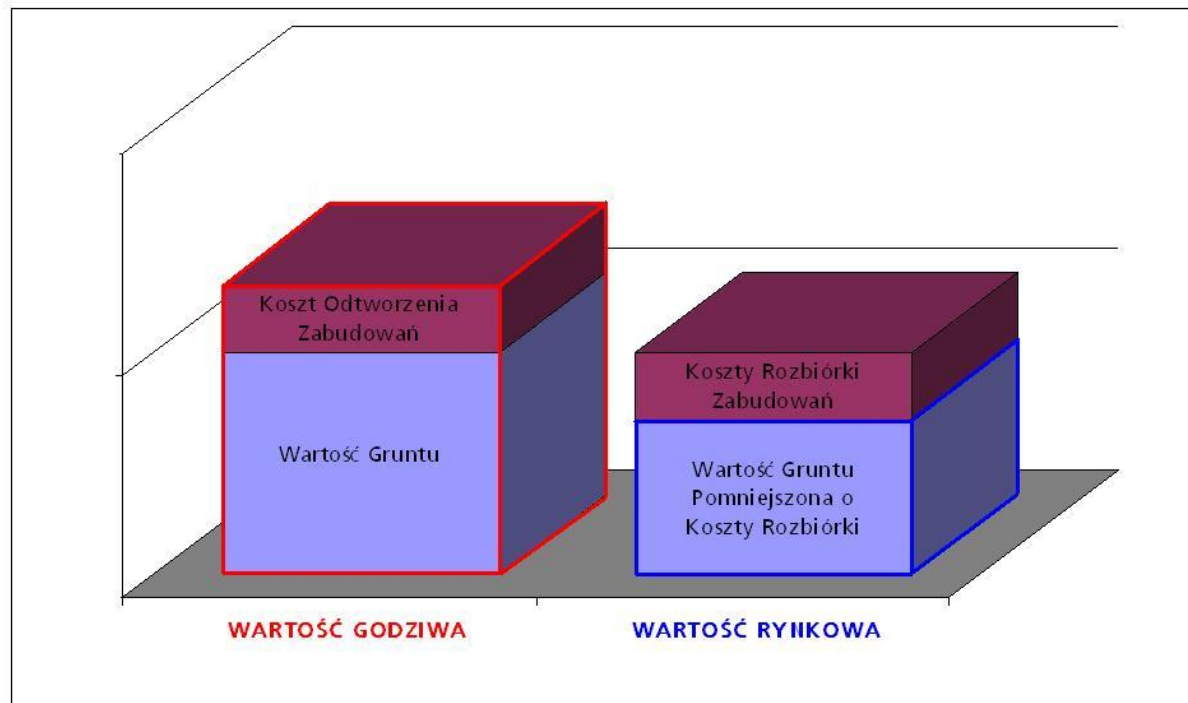 Koszt Odtworzenia
Zabudowań
Wartość Gruntu
Koszty Rozbiórki
Zabudowań
Wartość Gruntu
Pomniejszona o
Koszty Rozbiórki
WARTOŚĆ GODZIWA
WARTOŚĆ RYNKOWA